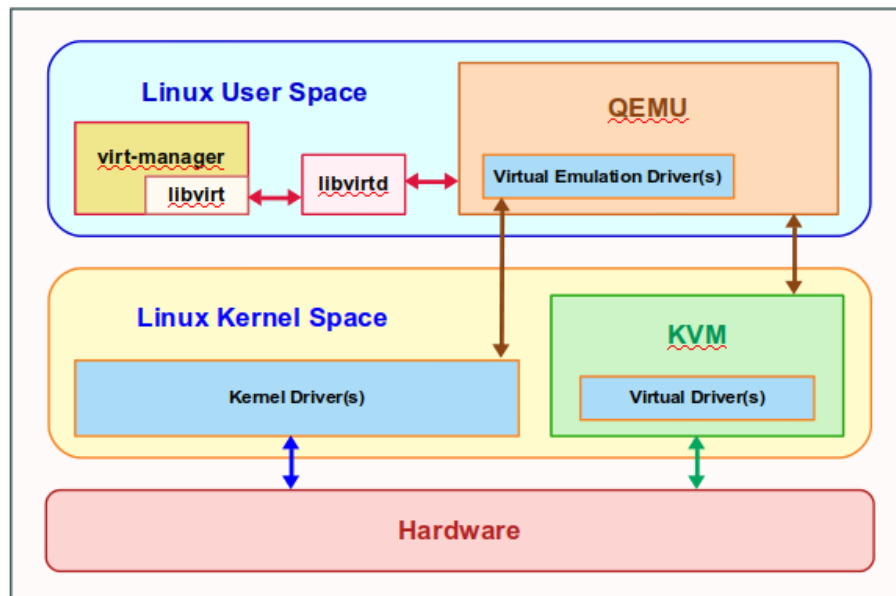 Linux User Space
QEMU
virt-manager
libvirt
libvirtd
Virtual Emulation Driver(s)
Linux Kernel Space
KVM
Kernel Driver(s)
Virtual Driver(s)
Hardware